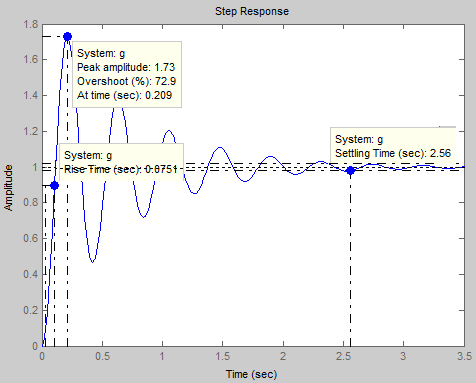 Step Response
System: g
Peak amplitude: 1.73
Overshoot (%): 72.9
At time (sec): 0.209
System: g
Rise Time (sec): 0.0751
System: g
Settling Time (sec): 2.56
Amplitude
1.8
1.6
1.4
1.2
1
0.8
0.6
0.4
0.2
0
0
0.5
1
1.5
2
2.5
3
3.5
Time (sec)